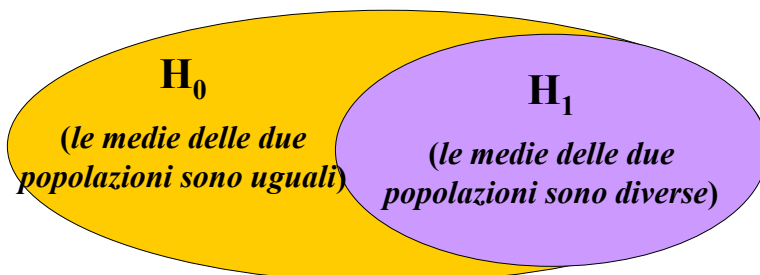 H₀
(le medie delle due
popolazioni sono uguali)
H₁
(le medie delle due
popolazioni sono diverse)